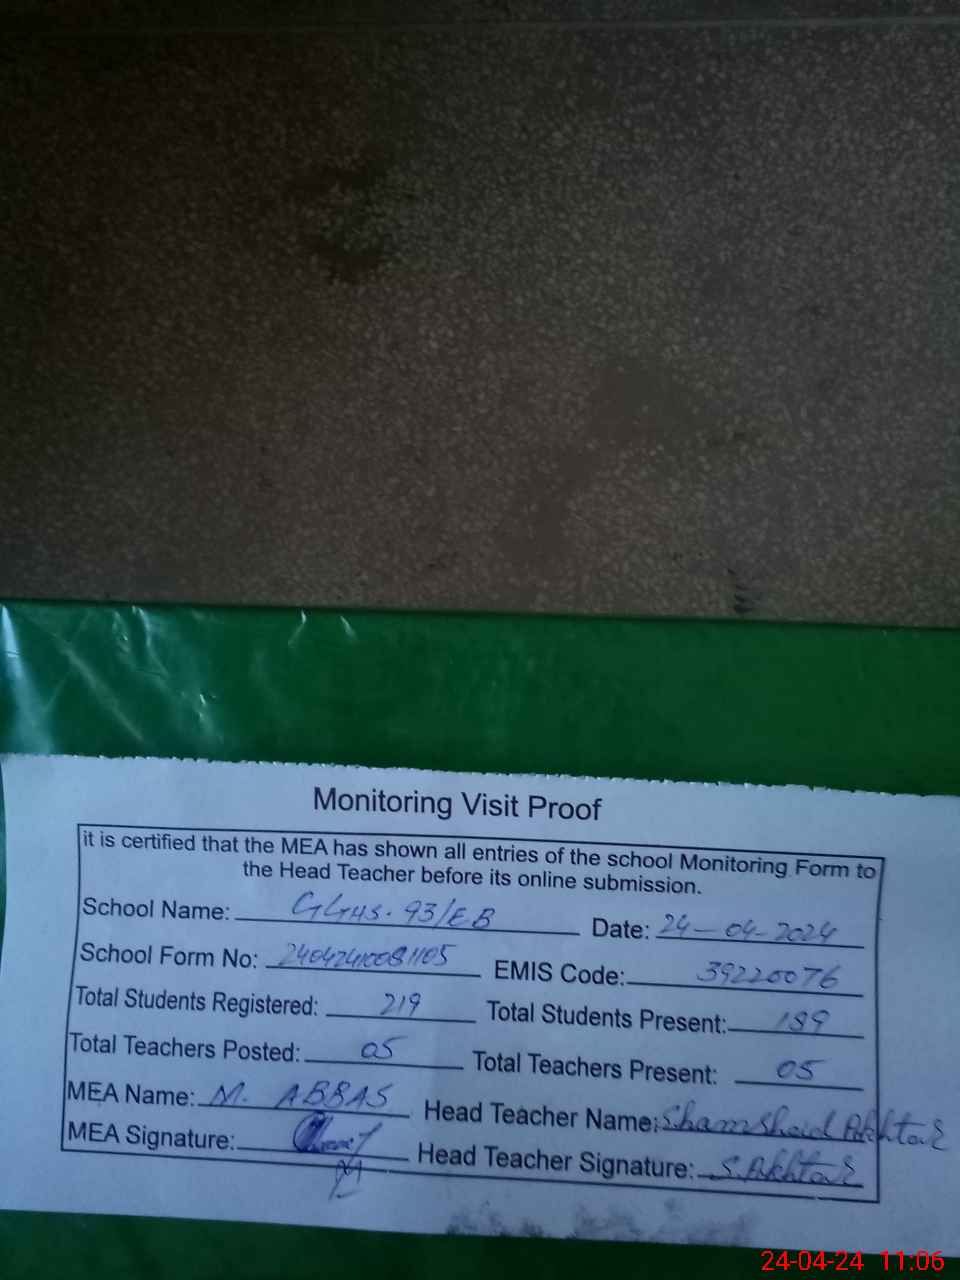 Monitoring Visit Proof
it is certified that the MEA has shown all entries of the school Monitoring Form to
the Head Teacher before its online submission.
School Name: GGHS. 93/EB Date: 24-04-2024
School Form No: 24042410081105 EMIS Code: 39220076
Total Students Registered: 219 Total Students Present: 189
Total Teachers Posted: 05 Total Teachers Present: 05
MEA Name: M. ABBAS Head Teacher Name: Shamshad Akhtar
MEA Signature: Head Teacher Signature: S. Akhtar
24-04-24 11:06